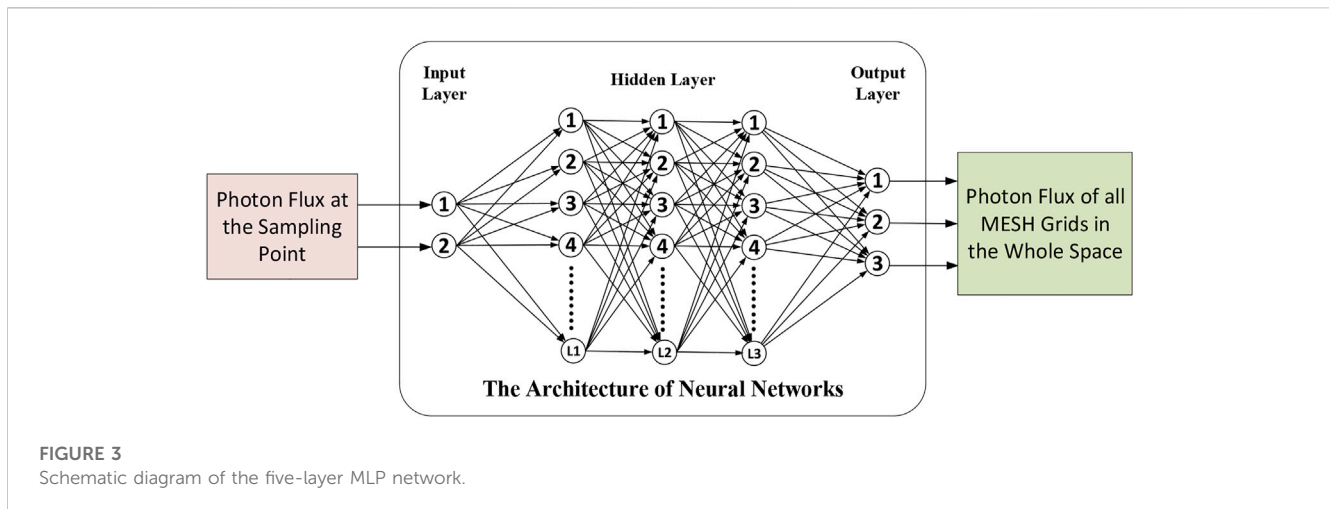 Input
Layer
Hidden Layer
Output
Layer
Photon Flux at
the Sampling
Point
1
2
1
2
3
4
L1
1
2
3
4
L2
1
2
3
4
L3
1
2
3
Photon Flux of all
MESH Grids in
the Whole Space
The Architecture of Neural Networks
FIGURE 3
Schematic diagram of the five-layer MLP network.